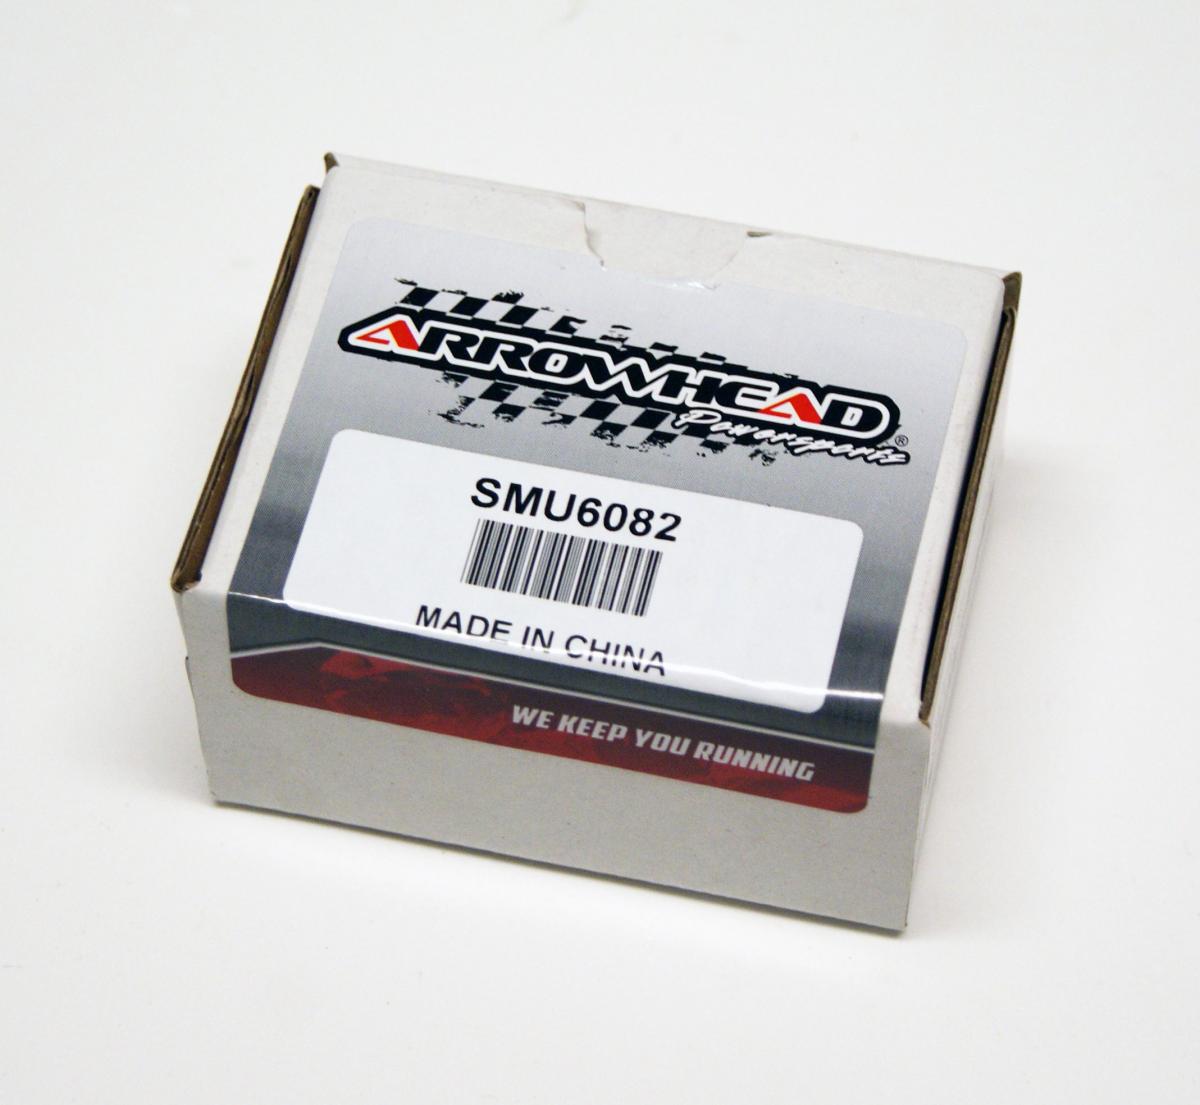 ARROWHEAD
Powersports®
SMU6082
MADE IN CHINA
WE KEEP YOU RUNNING